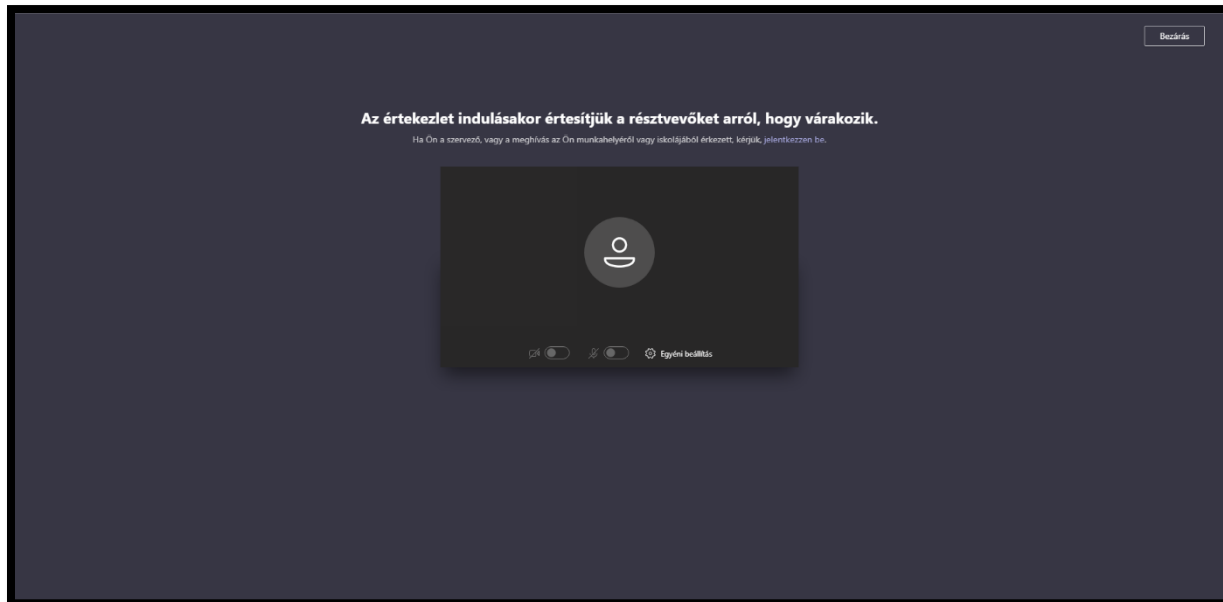 Bezárás
Az értekezlet indulásakor értesítjük a résztvevőket arról, hogy várakozik.
Ha Ön a szervező, vagy a meghívás az Ön munkahelyéről vagy iskolájából érkezett, kérjük, jelentkezzen be.
Egyéni beállítás